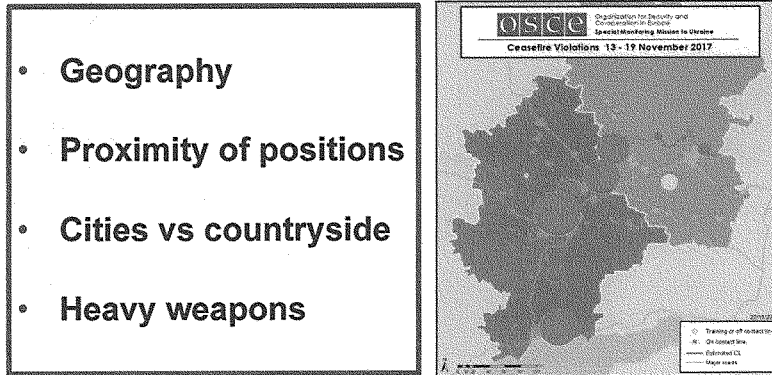 • Geography
• Proximity of positions
• Cities vs countryside
• Heavy weapons
OSCE
Organization for Security and
Co-operation in Europe
Special Monitoring Mission to Ukraine
Ceasefire Violations 13 - 19 November 2017
Training or off contact line
On contact line
Estimated CL
Major roads